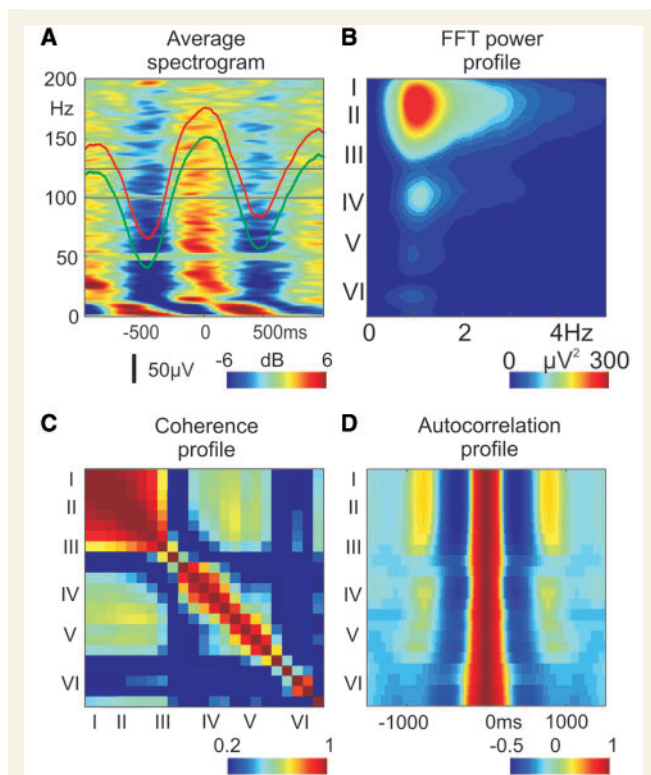 A
Average
spectrogram
200
Hz
150
100
50
0
-500
0
500ms
50µV
-6
dB
6
B
FFT power
profile
I
II
III
IV
V
VI
0
2
4Hz
0
µV²
300
C
Coherence
profile
I
II
III
IV
V
VI
I
II
III
IV
V
VI
0.2
1
D
Autocorrelation
profile
I
II
III
IV
V
VI
-1000
0ms
1000
-0.5
0
1